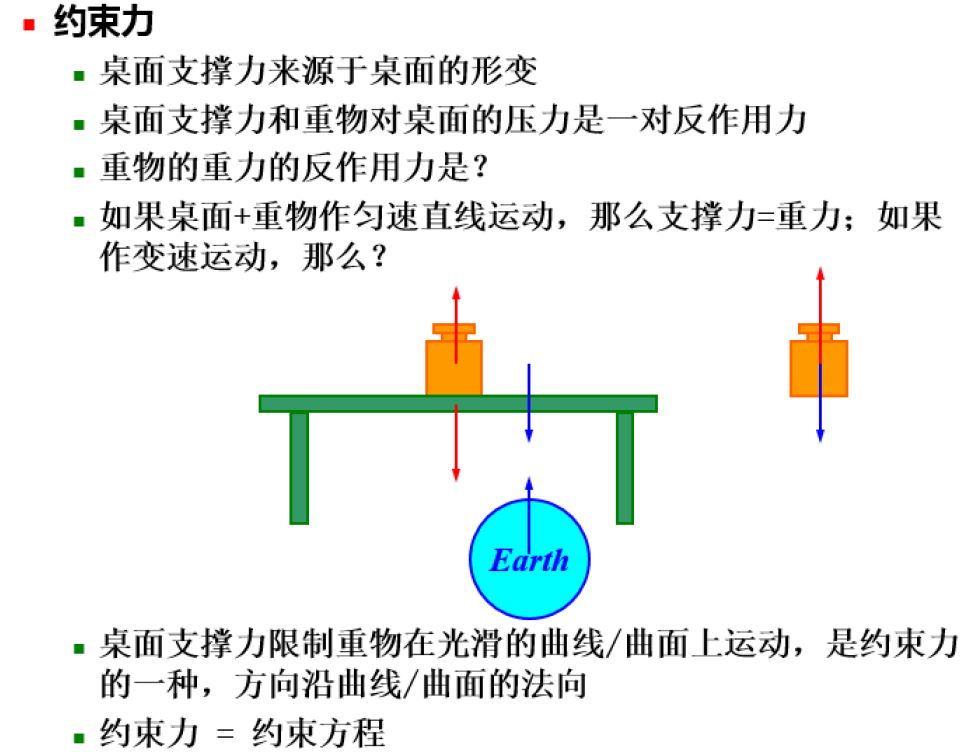 约束力
桌面支撑力来源于桌面的形变
桌面支撑力和重物对桌面的压力是一对反作用力
重物的重力的反作用力是？
如果桌面+重物作匀速直线运动，那么支撑力=重力；如果
作变速运动，那么？
Earth
桌面支撑力限制重物在光滑的曲线/曲面上运动，是约束力
的一种，方向沿曲线/曲面的法向
约束力 = 约束方程